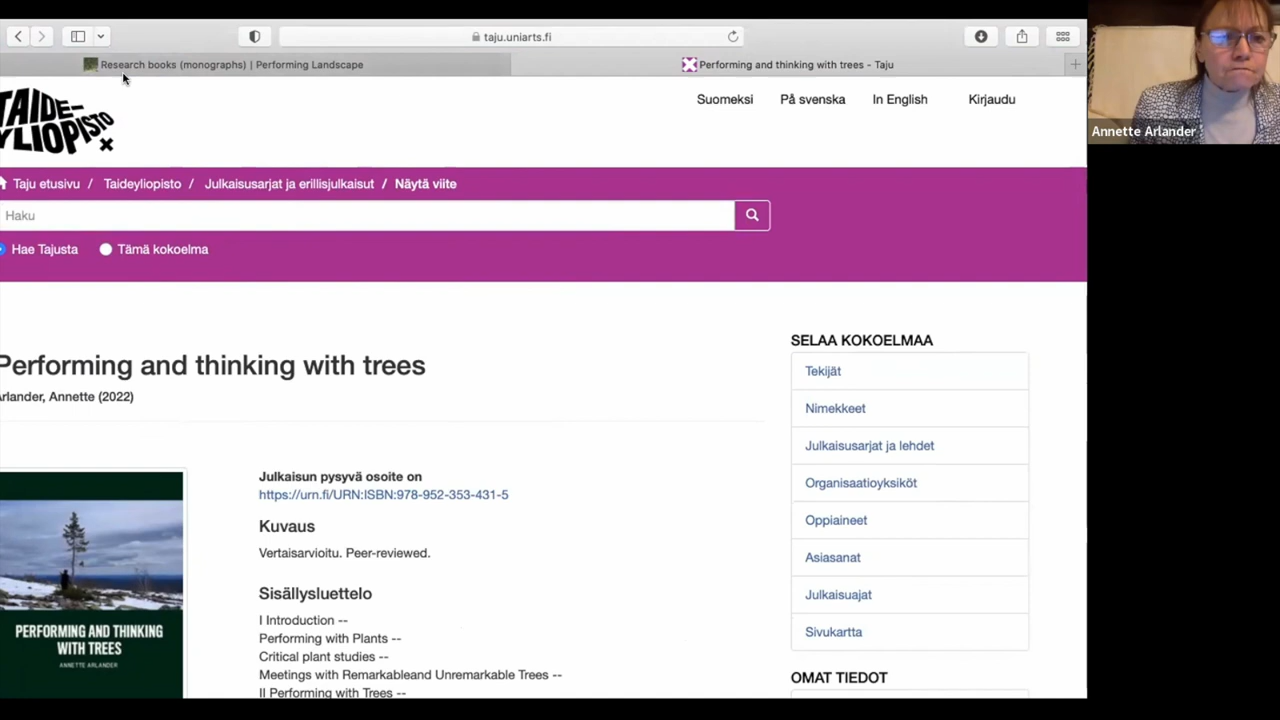 taju.uniarts.fi
Research books (monographs) | Performing Landscape
Performing and thinking with trees - Taju
TAIDE-
YLIOPISTO
Suomeksi På svenska In English Kirjaudu
Annette Arlander
Taju etusivu / Taideyliopisto / Julkaisusarjat ja erillisjulkaisut / Näytä viite
Haku
Hae Tajusta Tämä kokoelma
Performing and thinking with trees
Arlander, Annette (2022)
PERFORMING AND THINKING
WITH TREES
ANNETTE ARLANDER
Julkaisun pysyvä osoite on
https://urn.fi/URN:ISBN:978-952-353-431-5
Kuvaus
Vertaisarvioitu. Peer-reviewed.
Sisällysluettelo
I Introduction --
Performing with Plants --
Critical plant studies --
Meetings with Remarkableand Unremarkable Trees --
II Performing with Trees --
SELAA KOKOELMAA
Tekijät
Nimekkeet
Julkaisusarjat ja lehdet
Organisaatioyksiköt
Oppiaineet
Asiasanat
Julkaisuajat
Sivukartta
OMAT TIEDOT